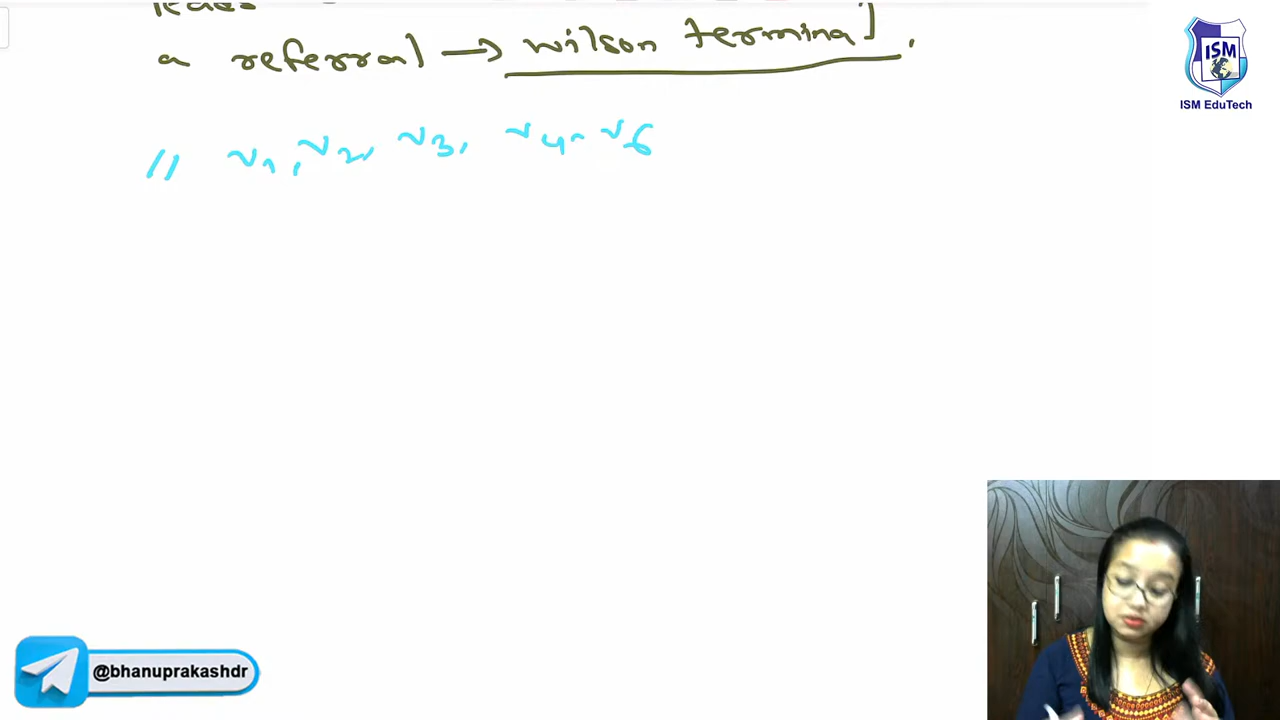 a referral → wilson terminal.
// V1, V2, V3, V4- V6
ISM
ISM EduTech
@bhanuprakashdr